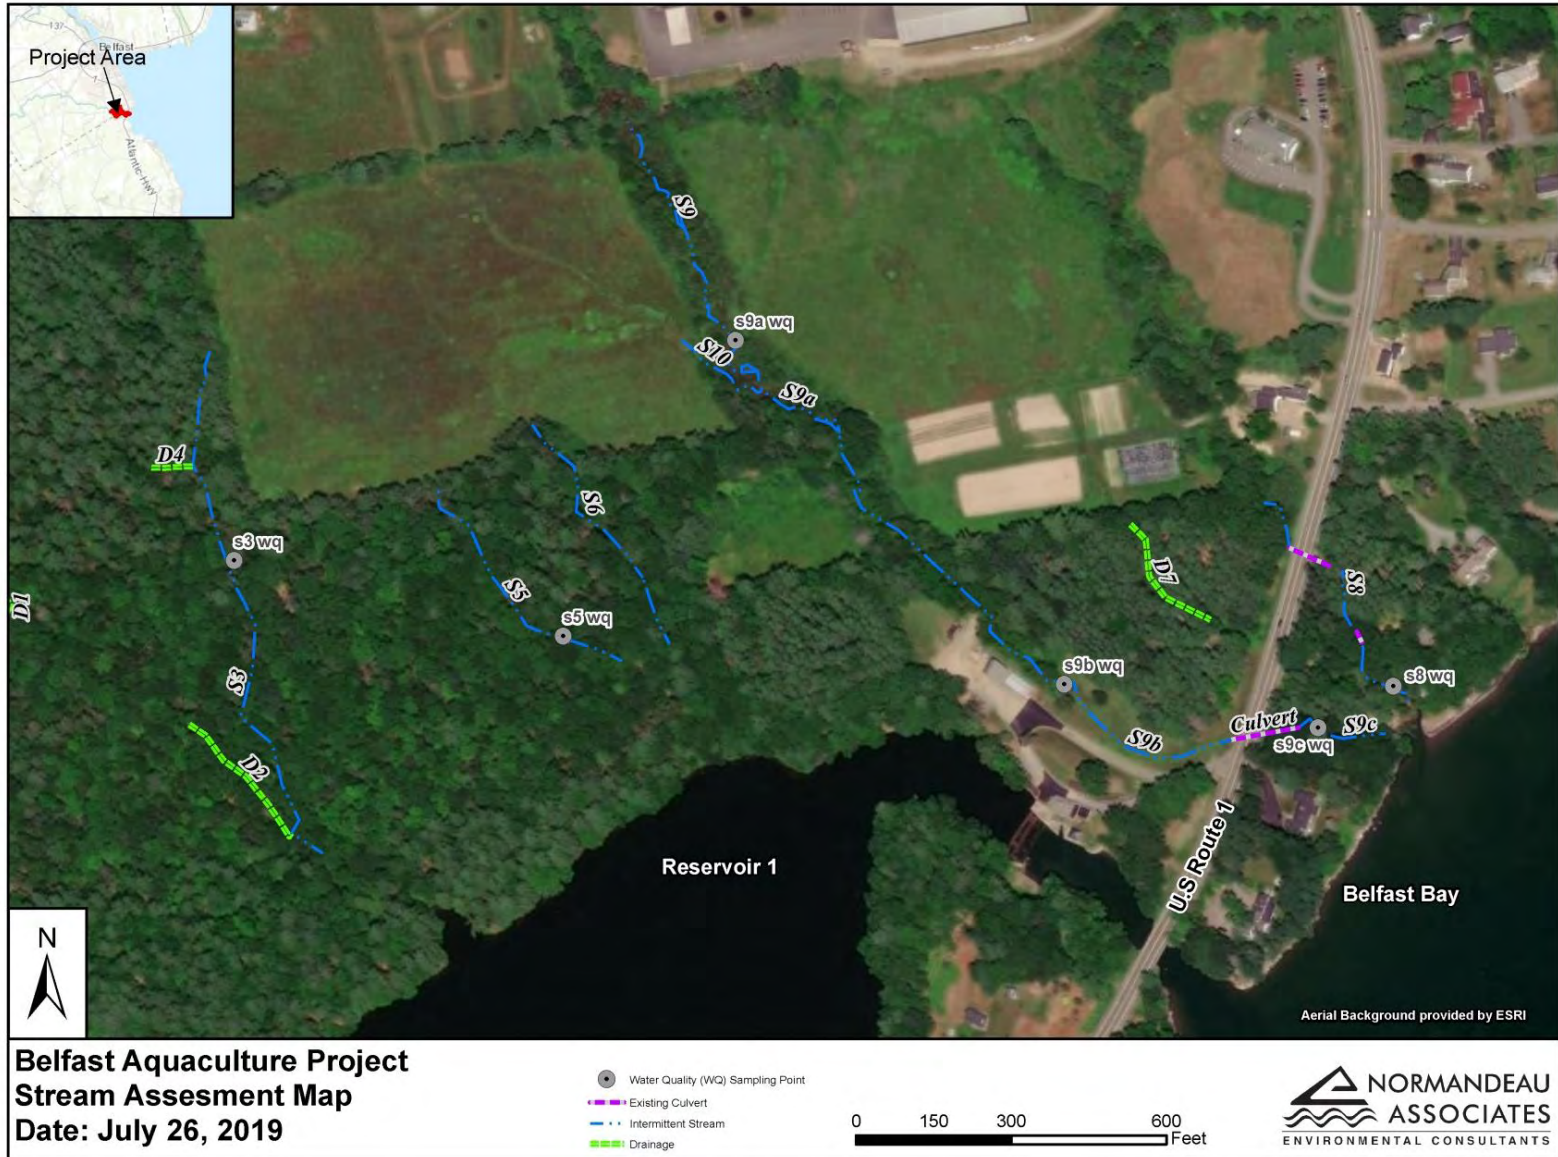 137
Belfast
Project Area
7
Atlantic Hwy
S9
s9a wq
S10
S9a
D4
S6
s3 wq
S5
D7
S8
D1
s5 wq
S3
s9b wq
s8 wq
Culvert
S9b
s9c wq
S9c
D2
U.S Route 1
Reservoir 1
Belfast Bay
N
Aerial Background provided by ESRI
Belfast Aquaculture Project
Stream Assesment Map
Date: July 26, 2019
Water Quality (WQ) Sampling Point
Existing Culvert
Intermittent Stream
Drainage
0 150 300 600
Feet
NORMANDEAU
ASSOCIATES
ENVIRONMENTAL CONSULTANTS